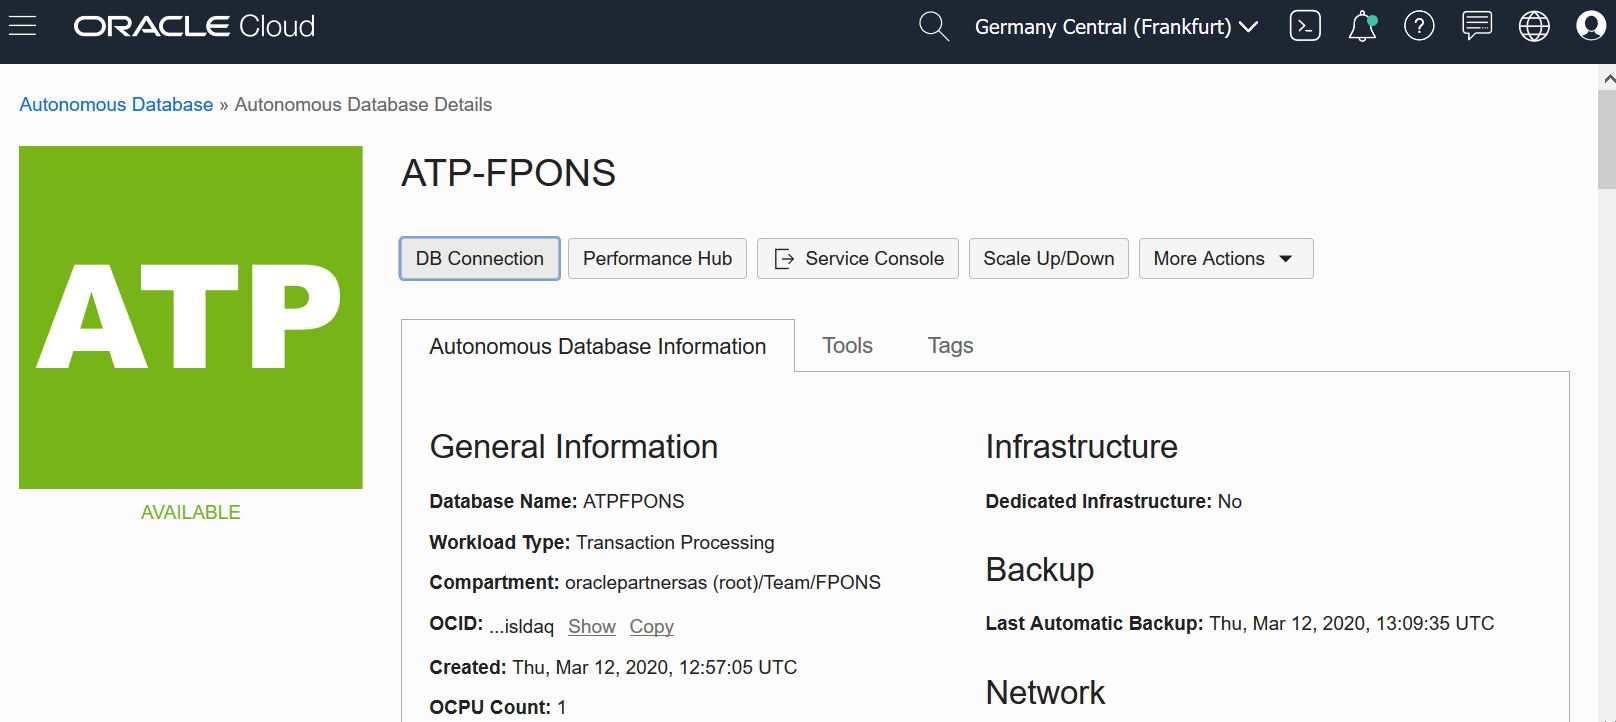 ORACLE Cloud
Germany Central (Frankfurt)
Autonomous Database » Autonomous Database Details
ATP
AVAILABLE
ATP-FPONS
DB Connection
Performance Hub
Service Console
Scale Up/Down
More Actions
Autonomous Database Information
Tools
Tags
General Information
Database Name: ATPFPONS
Workload Type: Transaction Processing
Compartment: oraclepartnersas (root)/Team/FPONS
OCID: ...isldaq Show Copy
Created: Thu, Mar 12, 2020, 12:57:05 UTC
OCPU Count: 1
Infrastructure
Dedicated Infrastructure: No
Backup
Last Automatic Backup: Thu, Mar 12, 2020, 13:09:35 UTC
Network